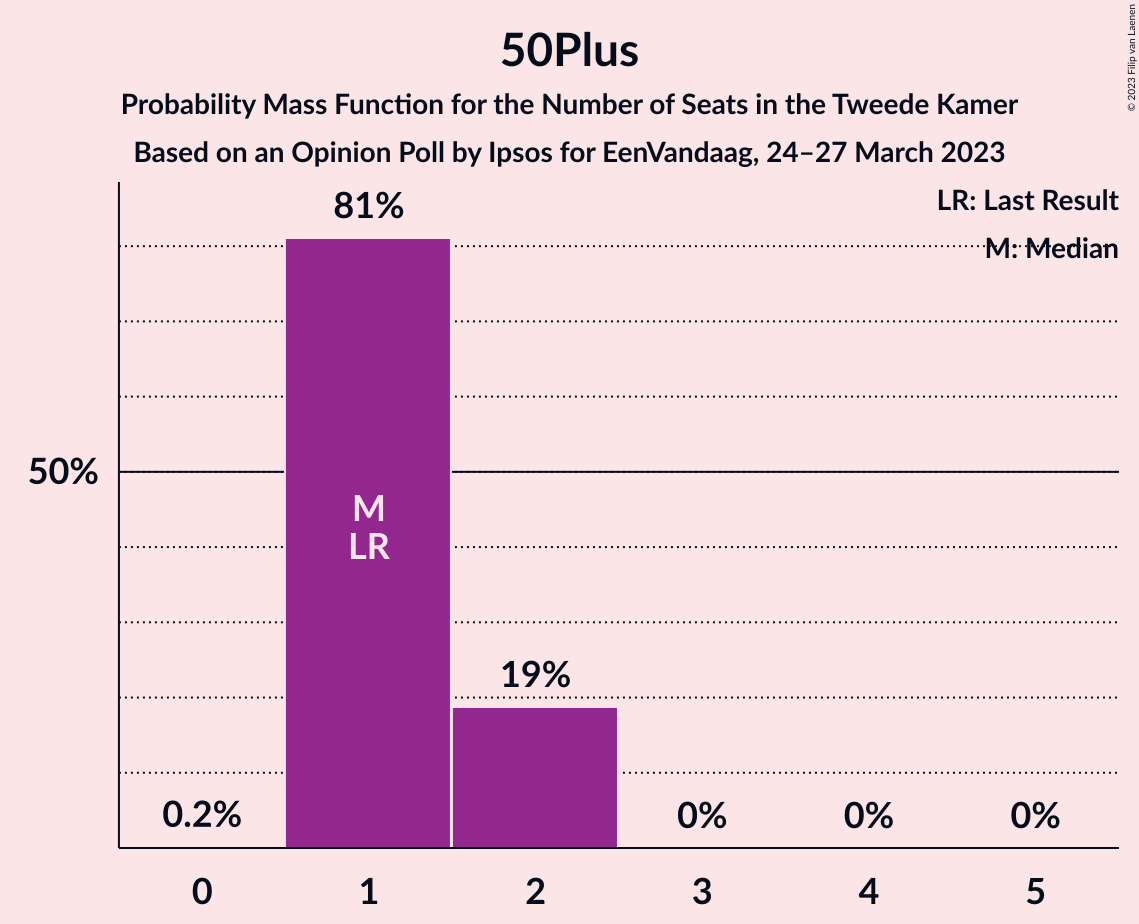 50Plus
Probability Mass Function for the Number of Seats in the Tweede Kamer
Based on an Opinion Poll by Ipsos for EenVandaag, 24–27 March 2023
© 2023 Filip van Laenen
LR: Last Result
M: Median
81%
50%
M
LR
19%
0.2%
0%
0%
0%
0
1
2
3
4
5